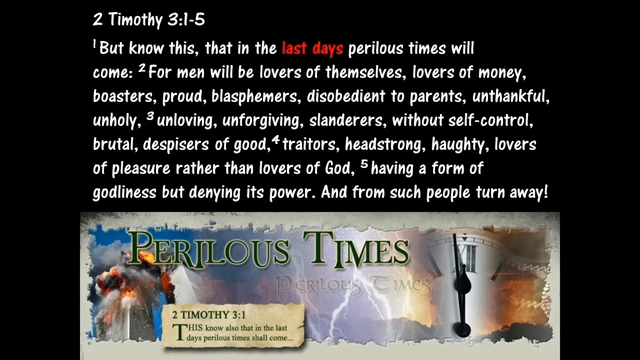 2 Timothy 3:1-5
1 But know this, that in the last days perilous times will
come: 2 For men will be lovers of themselves, lovers of money,
boasters, proud, blasphemers, disobedient to parents, unthankful,
unholy, 3 unloving, unforgiving, slanderers, without self-control,
brutal, despisers of good,4 traitors, headstrong, haughty, lovers
of pleasure rather than lovers of God, 5 having a form of
godliness but denying its power. And from such people turn away!
PERILOUS TIMES
PERILOUS TIMES
2 TIMOTHY 3:1
THIS know also that in the last
days perilous times shall come...